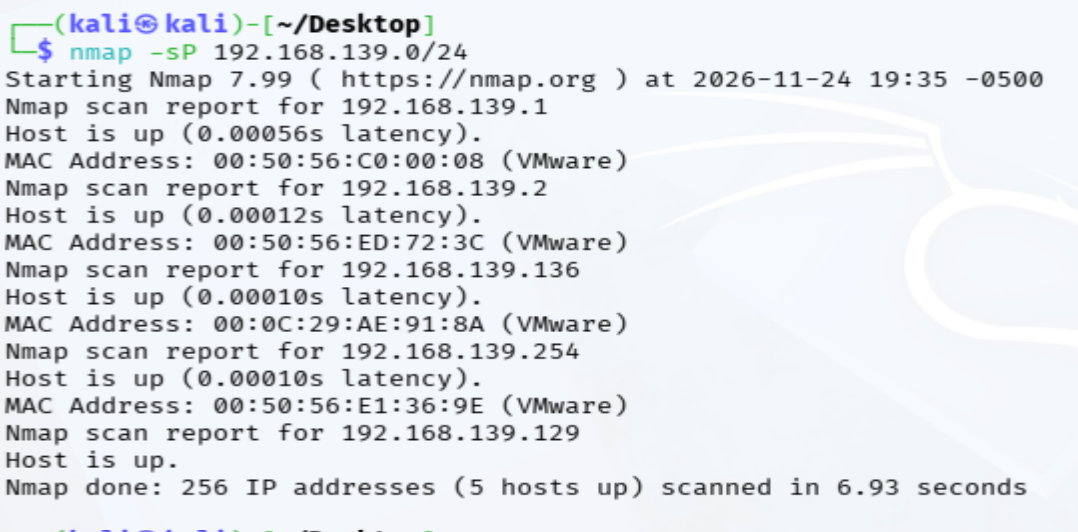 ┌──(kali㉿kali)-[~/Desktop]
└─$ nmap -sP 192.168.139.0/24
Starting Nmap 7.99 ( https://nmap.org ) at 2026-11-24 19:35 -0500
Nmap scan report for 192.168.139.1
Host is up (0.00056s latency).
MAC Address: 00:50:56:C0:00:08 (VMware)
Nmap scan report for 192.168.139.2
Host is up (0.00012s latency).
MAC Address: 00:50:56:ED:72:3C (VMware)
Nmap scan report for 192.168.139.136
Host is up (0.00010s latency).
MAC Address: 00:0C:29:AE:91:8A (VMware)
Nmap scan report for 192.168.139.254
Host is up (0.00010s latency).
MAC Address: 00:50:56:E1:36:9E (VMware)
Nmap scan report for 192.168.139.129
Host is up.
Nmap done: 256 IP addresses (5 hosts up) scanned in 6.93 seconds